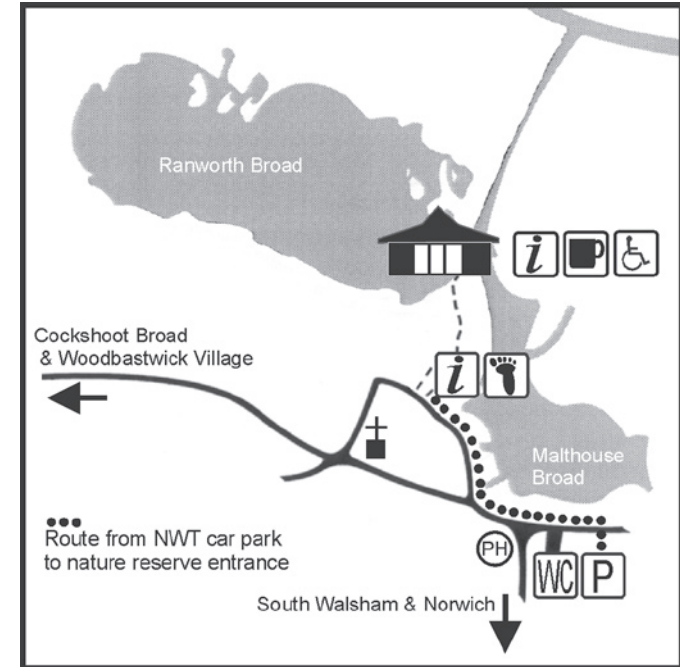 Ranworth Broad
i
Cockshoot Broad
& Woodbastwick Village
i
Malthouse
Broad
Route from NWT car park
to nature reserve entrance
PH
WC
P
South Walsham & Norwich